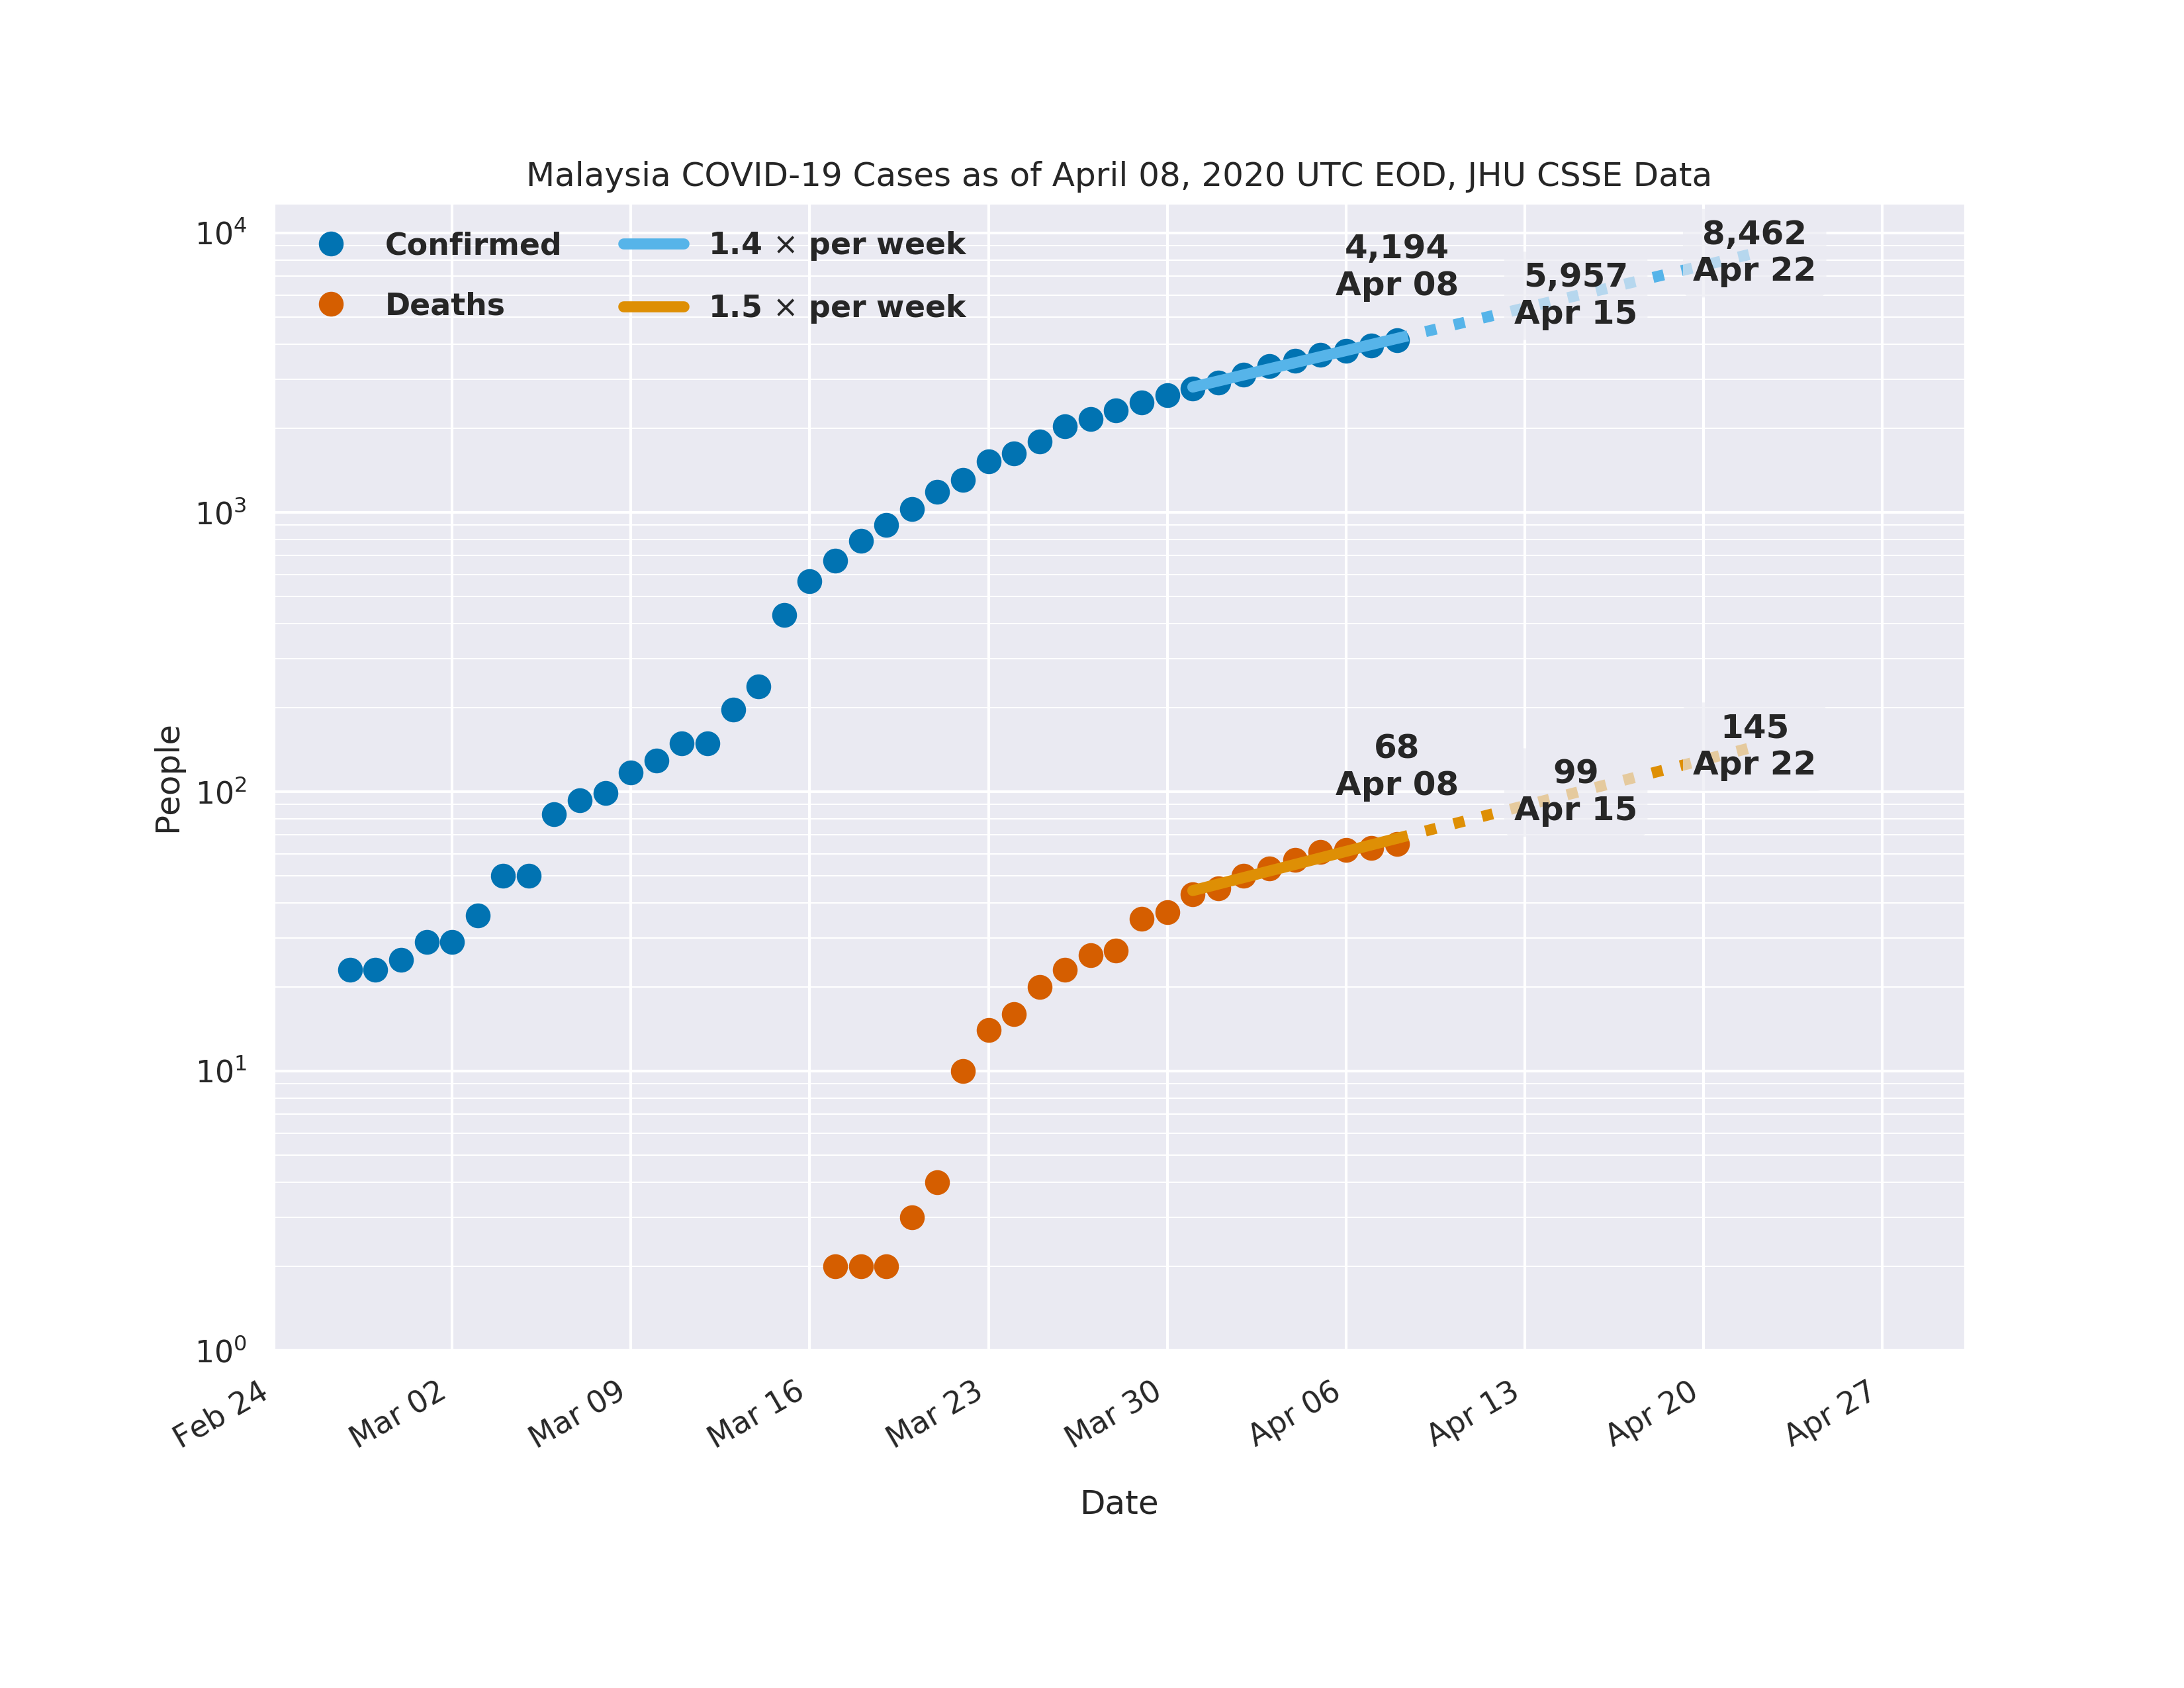 Malaysia COVID-19 Cases as of April 08, 2020 UTC EOD, JHU CSSE Data
Confirmed
Deaths
1.4 × per week
1.5 × per week
4,194
Apr 08
5,957
Apr 15
8,462
Apr 22
68
Apr 08
99
Apr 15
145
Apr 22
People
10⁴
10³
10²
10¹
10⁰
Feb 24
Mar 02
Mar 09
Mar 16
Mar 23
Mar 30
Apr 06
Apr 13
Apr 20
Apr 27
Date